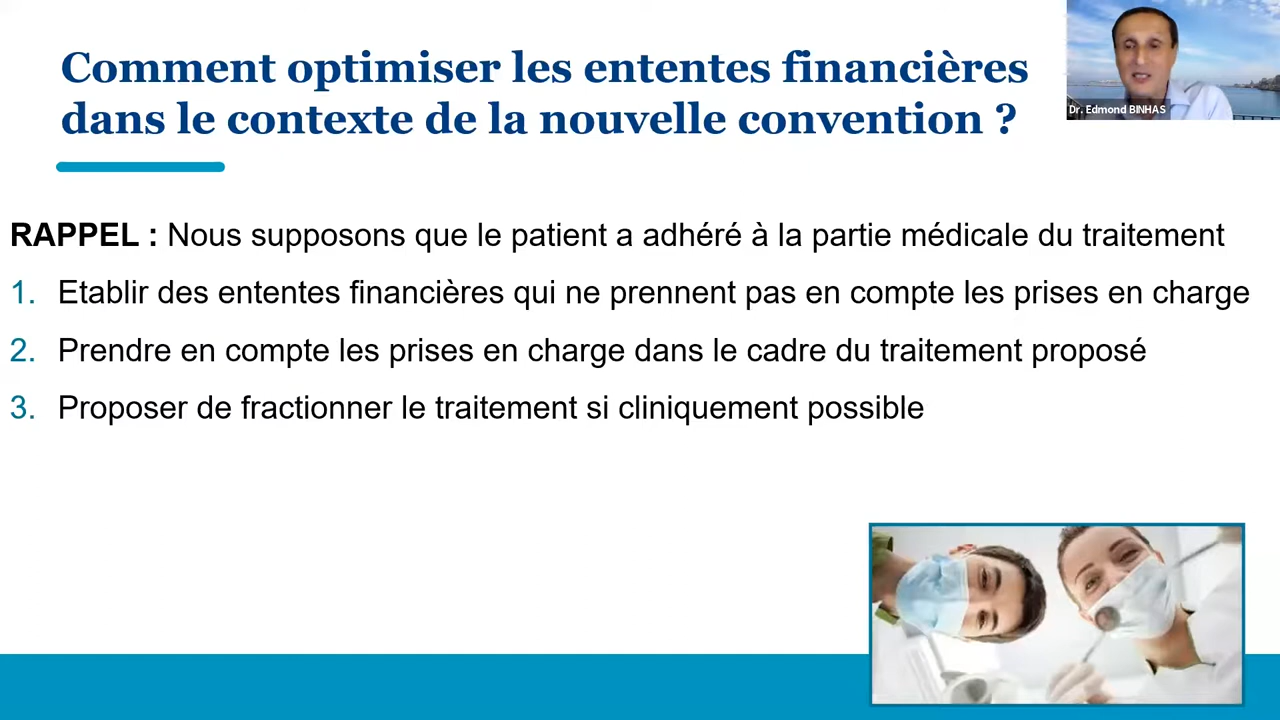 Comment optimiser les ententes financières
dans le contexte de la nouvelle convention ?
Dr. Edmond BINHAS
RAPPEL : Nous supposons que le patient a adhéré à la partie médicale du traitement
1. Etablir des ententes financières qui ne prennent pas en compte les prises en charge
2. Prendre en compte les prises en charge dans le cadre du traitement proposé
3. Proposer de fractionner le traitement si cliniquement possible